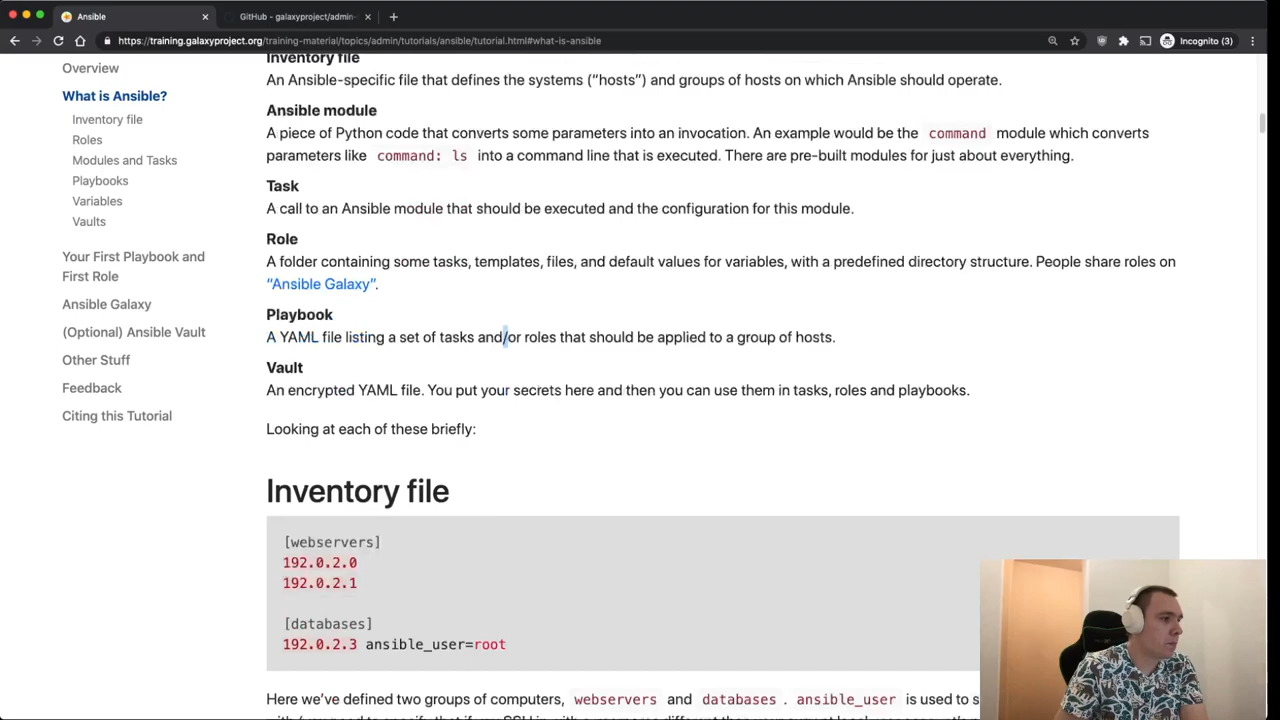 Ansible
GitHub - galaxyproject/admin-
https://training.galaxyproject.org/training-material/topics/admin/tutorials/ansible/tutorial.html#what-is-ansible
Incognito (3)
Overview
What is Ansible?
Inventory file
Roles
Modules and Tasks
Playbooks
Variables
Vaults
Your First Playbook and
First Role
Ansible Galaxy
(Optional) Ansible Vault
Other Stuff
Feedback
Citing this Tutorial
Inventory file
An Ansible-specific file that defines the systems (“hosts”) and groups of hosts on which Ansible should operate.
Ansible module
A piece of Python code that converts some parameters into an invocation. An example would be the command module which converts
parameters like command: ls into a command line that is executed. There are pre-built modules for just about everything.
Task
A call to an Ansible module that should be executed and the configuration for this module.
Role
A folder containing some tasks, templates, files, and default values for variables, with a predefined directory structure. People share roles on
“Ansible Galaxy”.
Playbook
A YAML file listing a set of tasks and/or roles that should be applied to a group of hosts.
Vault
An encrypted YAML file. You put your secrets here and then you can use them in tasks, roles and playbooks.
Looking at each of these briefly:
Inventory file
[webservers]
192.0.2.0
192.0.2.1
[databases]
192.0.2.3 ansible_user=root
Here we’ve defined two groups of computers, webservers and databases. ansible_user is used to s